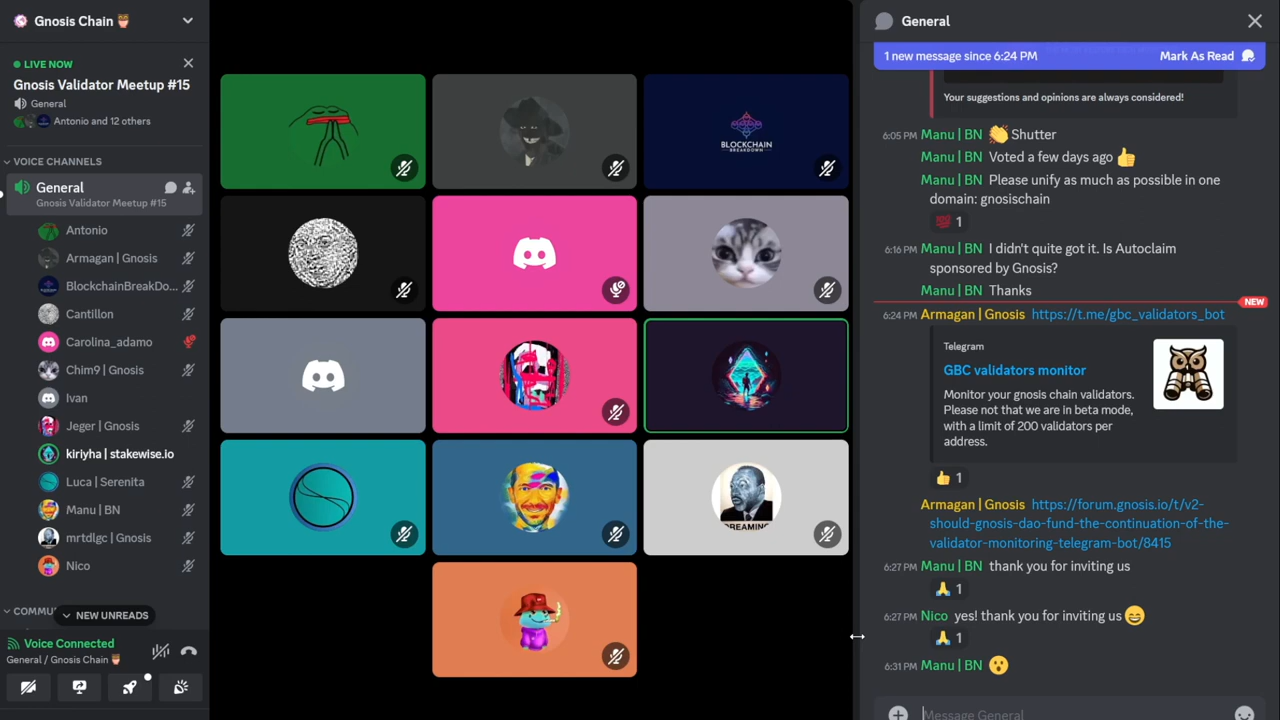 Gnosis Chain
LIVE NOW
Gnosis Validator Meetup #15
General
Antonio and 12 others
VOICE CHANNELS
General
Gnosis Validator Meetup #15
Antonio
Armagan | Gnosis
BlockchainBreakDo...
Cantillon
Carolina_adamo
Chim9 | Gnosis
Ivan
Jeger | Gnosis
kiriyha | stakewise.io
Luca | Serenita
Manu | BN
mrtdlgc | Gnosis
Nico
COMMU
NEW UNREADS
Voice Connected
General / Gnosis Chain
BLOCKCHAIN
BREAKDOWN
DREAMING
General
1 new message since 6:24 PM
Mark As Read
Your suggestions and opinions are always considered!
6:05 PM Manu | BN 👏 Shutter
Manu | BN Voted a few days ago 👍
Manu | BN Please unify as much as possible in one
domain: gnosischain
💯 1
6:16 PM Manu | BN I didn't quite got it. Is Autoclaim
sponsored by Gnosis?
Manu | BN Thanks
NEW
6:24 PM Armagan | Gnosis https://t.me/gbc_validators_bot
Telegram
GBC validators monitor
Monitor your gnosis chain validators.
Please not that we are in beta mode,
with a limit of 200 validators per
address.
👍 1
Armagan | Gnosis https://forum.gnosis.io/t/v2-
should-gnosis-dao-fund-the-continuation-of-the-
validator-monitoring-telegram-bot/8415
6:27 PM Manu | BN thank you for inviting us
🙏 1
6:27 PM Nico yes! thank you for inviting us 😄
🙏 1
6:31 PM Manu | BN 😮
Message General